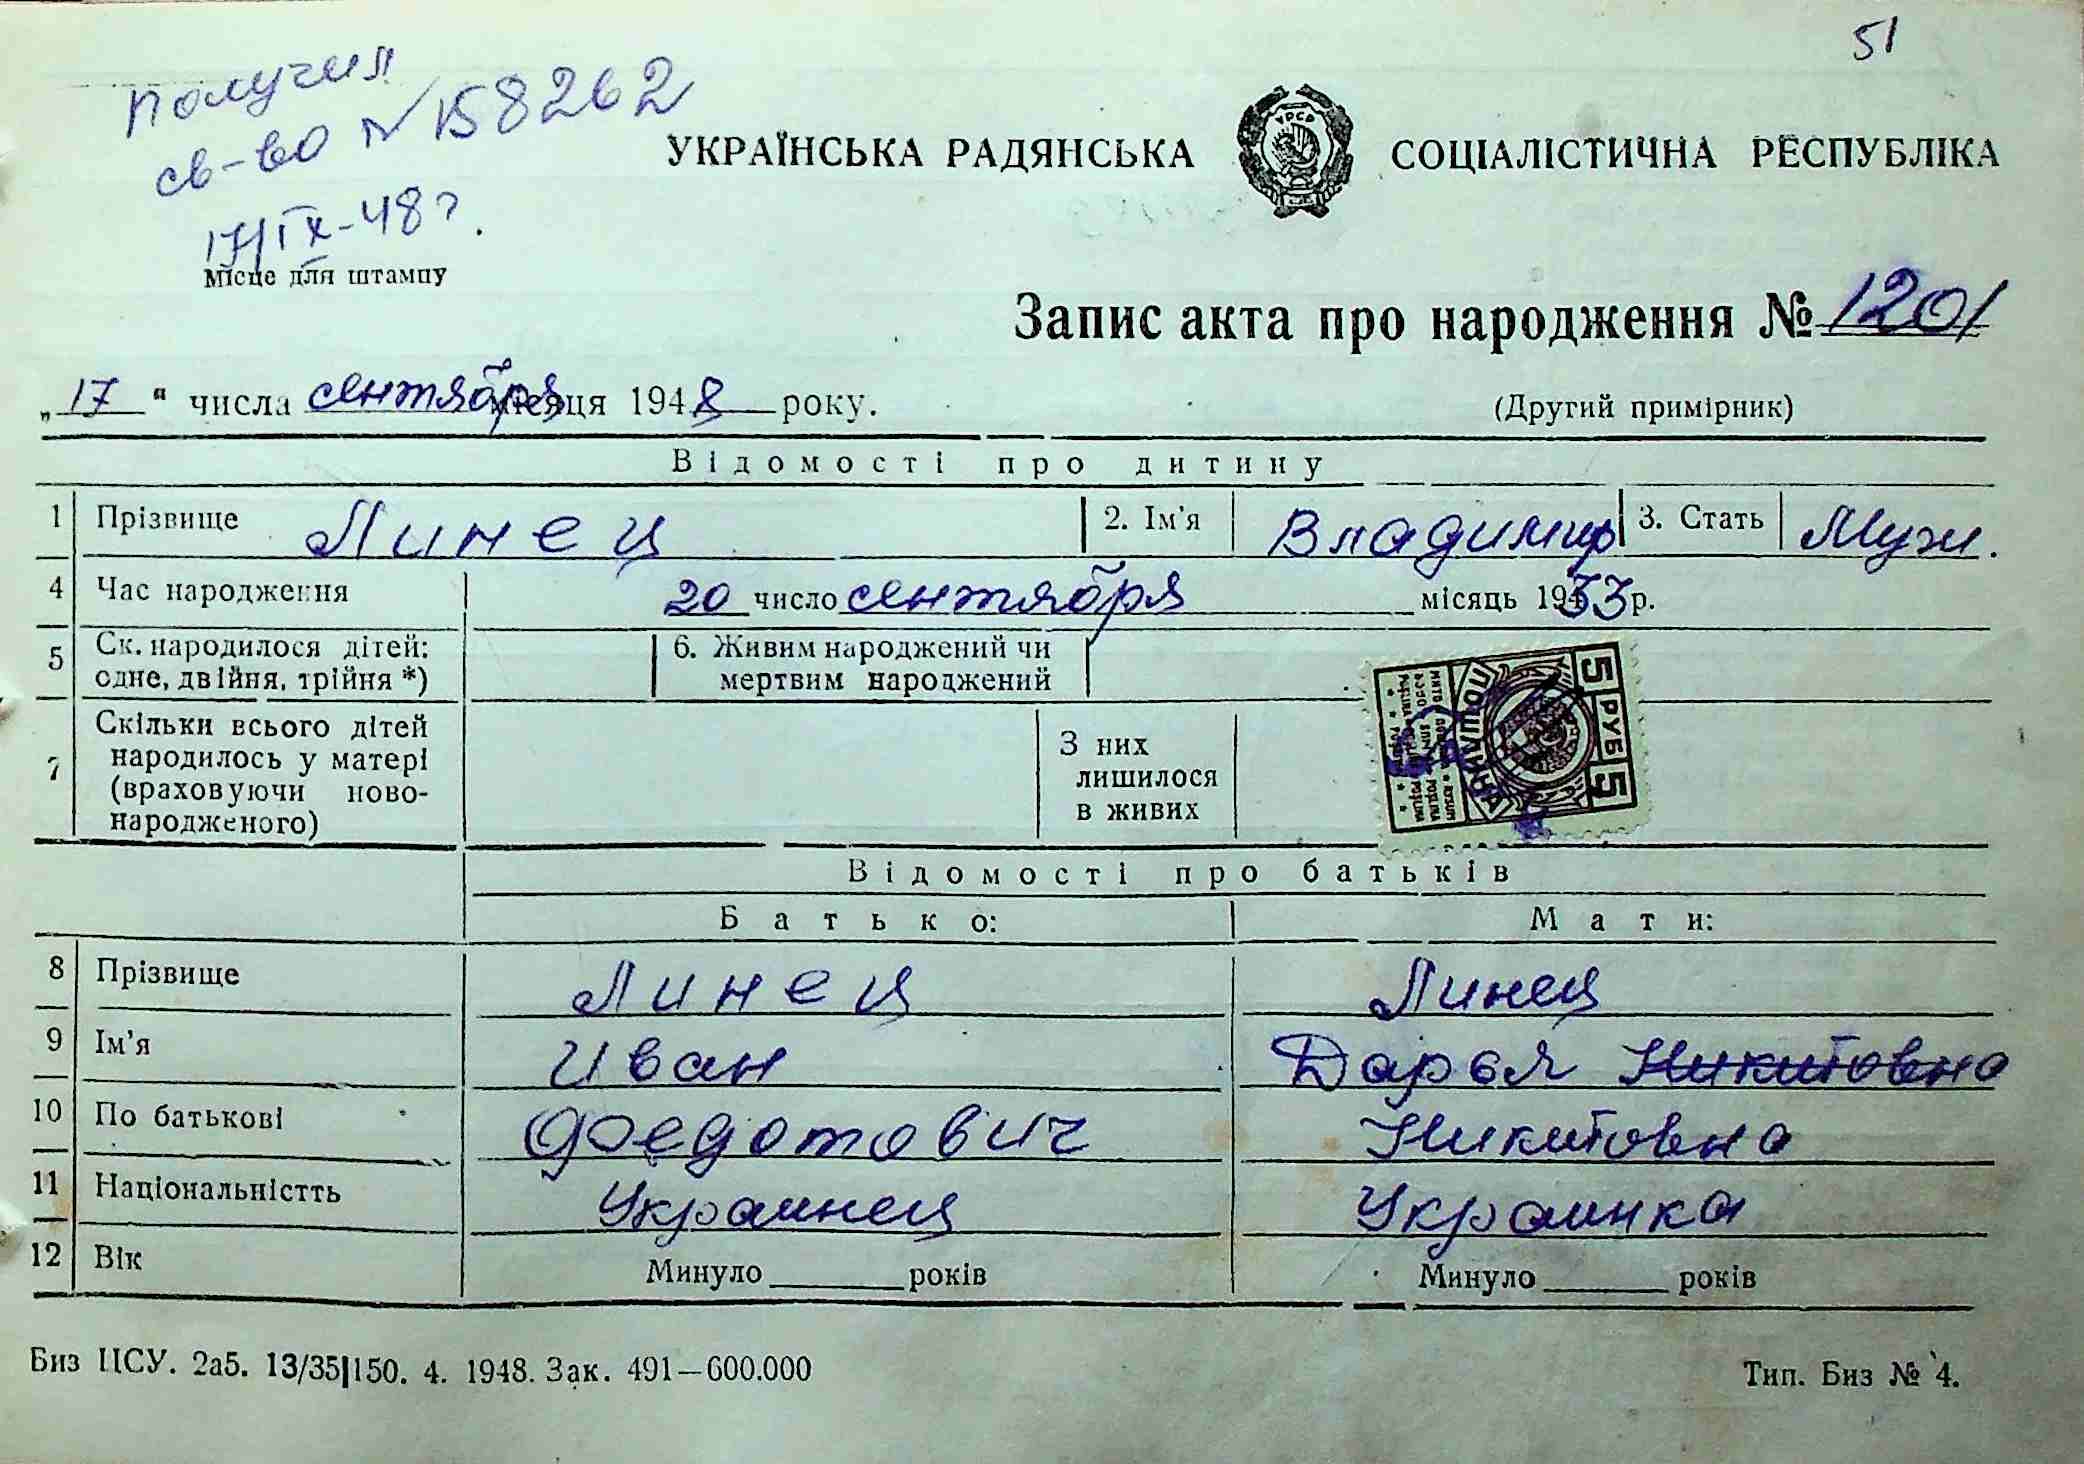 51
Получил
св-во № 158262
17/IX-48 г.
УКРАЇНСЬКА РАДЯНСЬКА СОЦІАЛІСТИЧНА РЕСПУБЛІКА
УРСР
Місце для штампу
Запис акта про народження № 1201
„17“ числа сентября місяця 1948 року.
(Другий примірник)
Відомості про дитину
1 Прізвище Линец 2. Ім'я Владимир 3. Стать Муж.
4 Час народження 20 число сентября місяць 1933 р.
5 Ск. народилося дітей: одне, двійня, трійня *) 6. Живим народжений чи
мертвим народжений
7 Скільки всього дітей
народилось у матері
(враховуючи ново-
народженого)
З них
лишилося
в живих
5 РУБ 5
ПОШЛИНА
Відомості про батьків
Батько: Мати:
8 Прізвище Линец Линец
9 Ім'я Иван Дарья Никитовна
10 По батькові Федотович Никитовна
11 Національністть Украинец Украинка
12 Вік Минуло років Минуло років
Биз ЦСУ. 2а5. 13/35|150. 4. 1948. Зак. 491—600.000 Тип. Биз № 4.